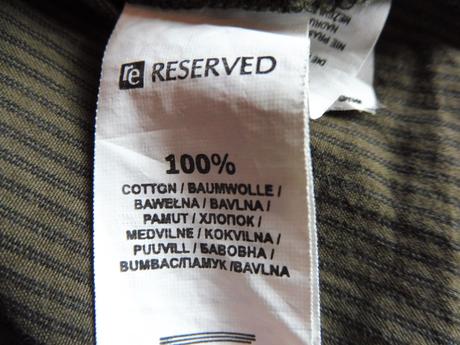 re RESERVED
100%
COTTON / BAUMWOLLE /
BAWEŁNA / BAVLNA /
PAMUT / ХЛОПОК /
MEDVILNE / KOKVILNA /
PUUVILL / БАВОВНА /
BUMBAC/ПАМУК /BAVLNA